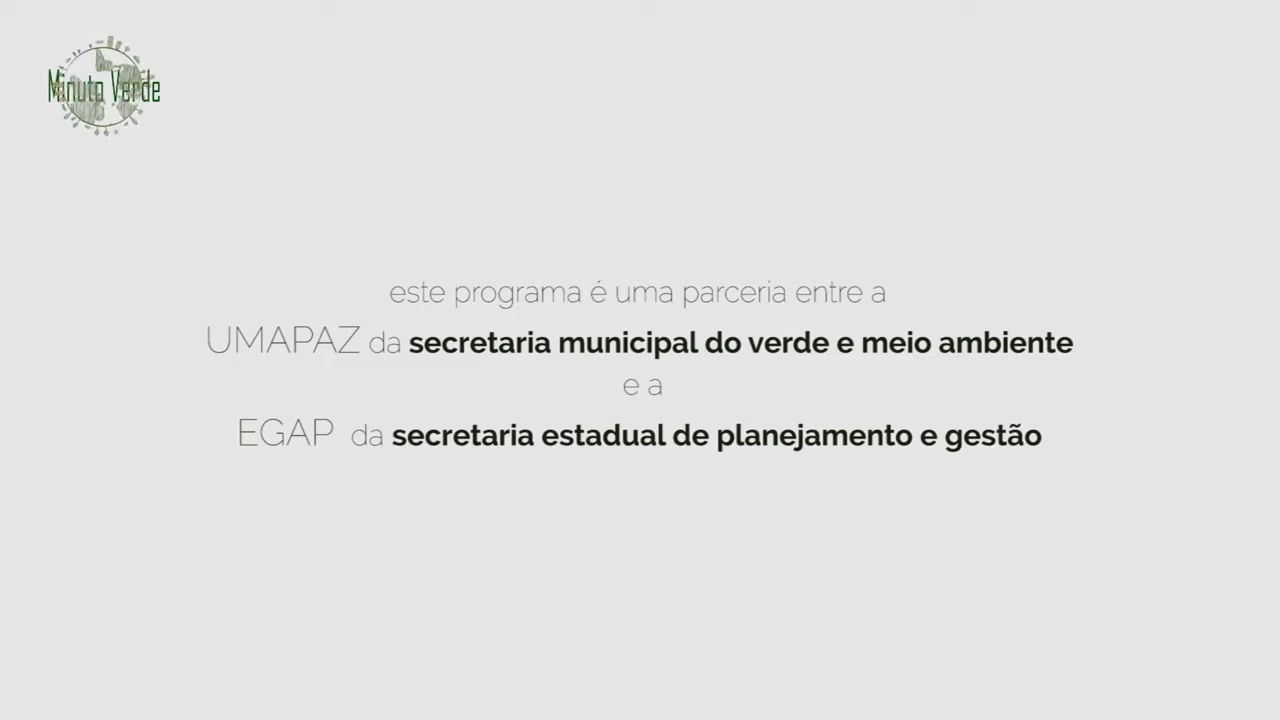 Minuto Verde
este programa é uma parceria entre a
UMAPAZ da secretaria municipal do verde e meio ambiente
e a
EGAP da secretaria estadual de planejamento e gestão